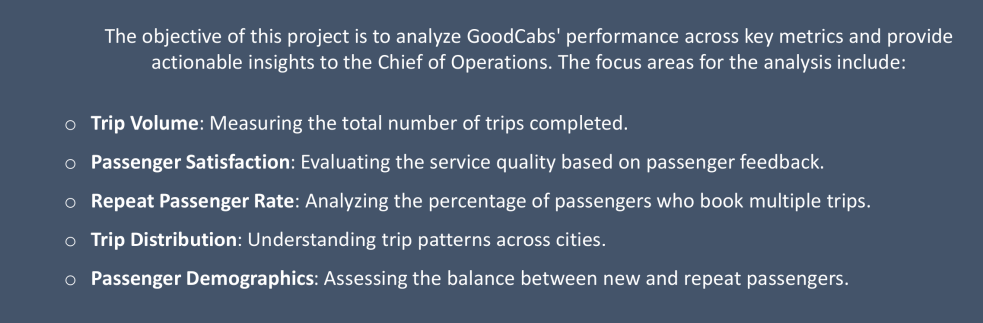 The objective of this project is to analyze GoodCabs' performance across key metrics and provide
actionable insights to the Chief of Operations. The focus areas for the analysis include:
○ Trip Volume: Measuring the total number of trips completed.
○ Passenger Satisfaction: Evaluating the service quality based on passenger feedback.
○ Repeat Passenger Rate: Analyzing the percentage of passengers who book multiple trips.
○ Trip Distribution: Understanding trip patterns across cities.
○ Passenger Demographics: Assessing the balance between new and repeat passengers.